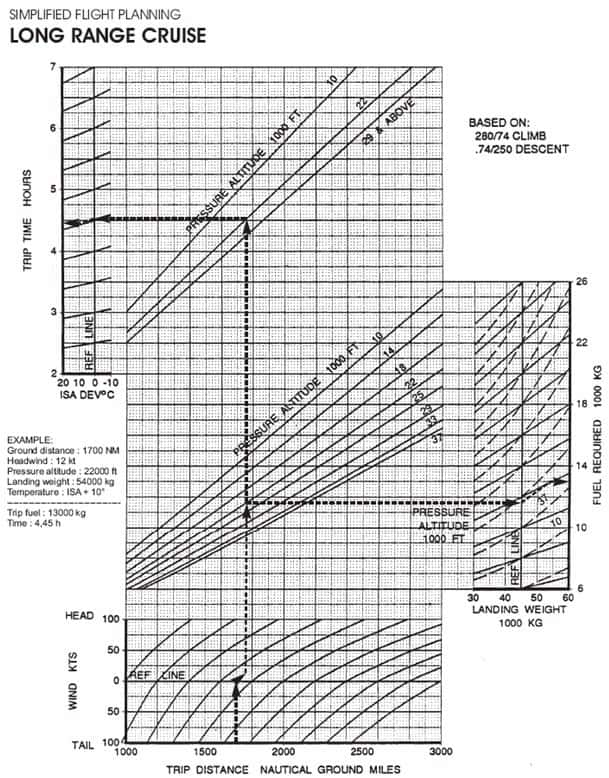 SIMPLIFIED FLIGHT PLANNING
LONG RANGE CRUISE
BASED ON:
280/74 CLIMB
.74/250 DESCENT
TRIP TIME HOURS
7
6
5
4
3
2
PRESSURE ALTITUDE 1000 FT
10
22
29 & ABOVE
REF LINE
20 10 0 -10
ISA DEV°C
EXAMPLE:
Ground distance : 1700 NM
Headwind : 12 kt
Pressure altitude : 22000 ft
Landing weight : 54000 kg
Temperature : ISA + 10°
Trip fuel : 13000 kg
Time : 4,45 h
PRESSURE ALTITUDE 1000 FT
10
14
18
22
25
29
33
37
PRESSURE
ALTITUDE
1000 FT
37
10
REF LINE
26
22
18
14
10
6
FUEL REQUIRED 1000 KG
30 40 50 60
LANDING WEIGHT
1000 KG
HEAD 100
50
0
50
TAIL 100
WIND KTS
REF LINE
1000 1500 2000 2500 3000
TRIP DISTANCE NAUTICAL GROUND MILES